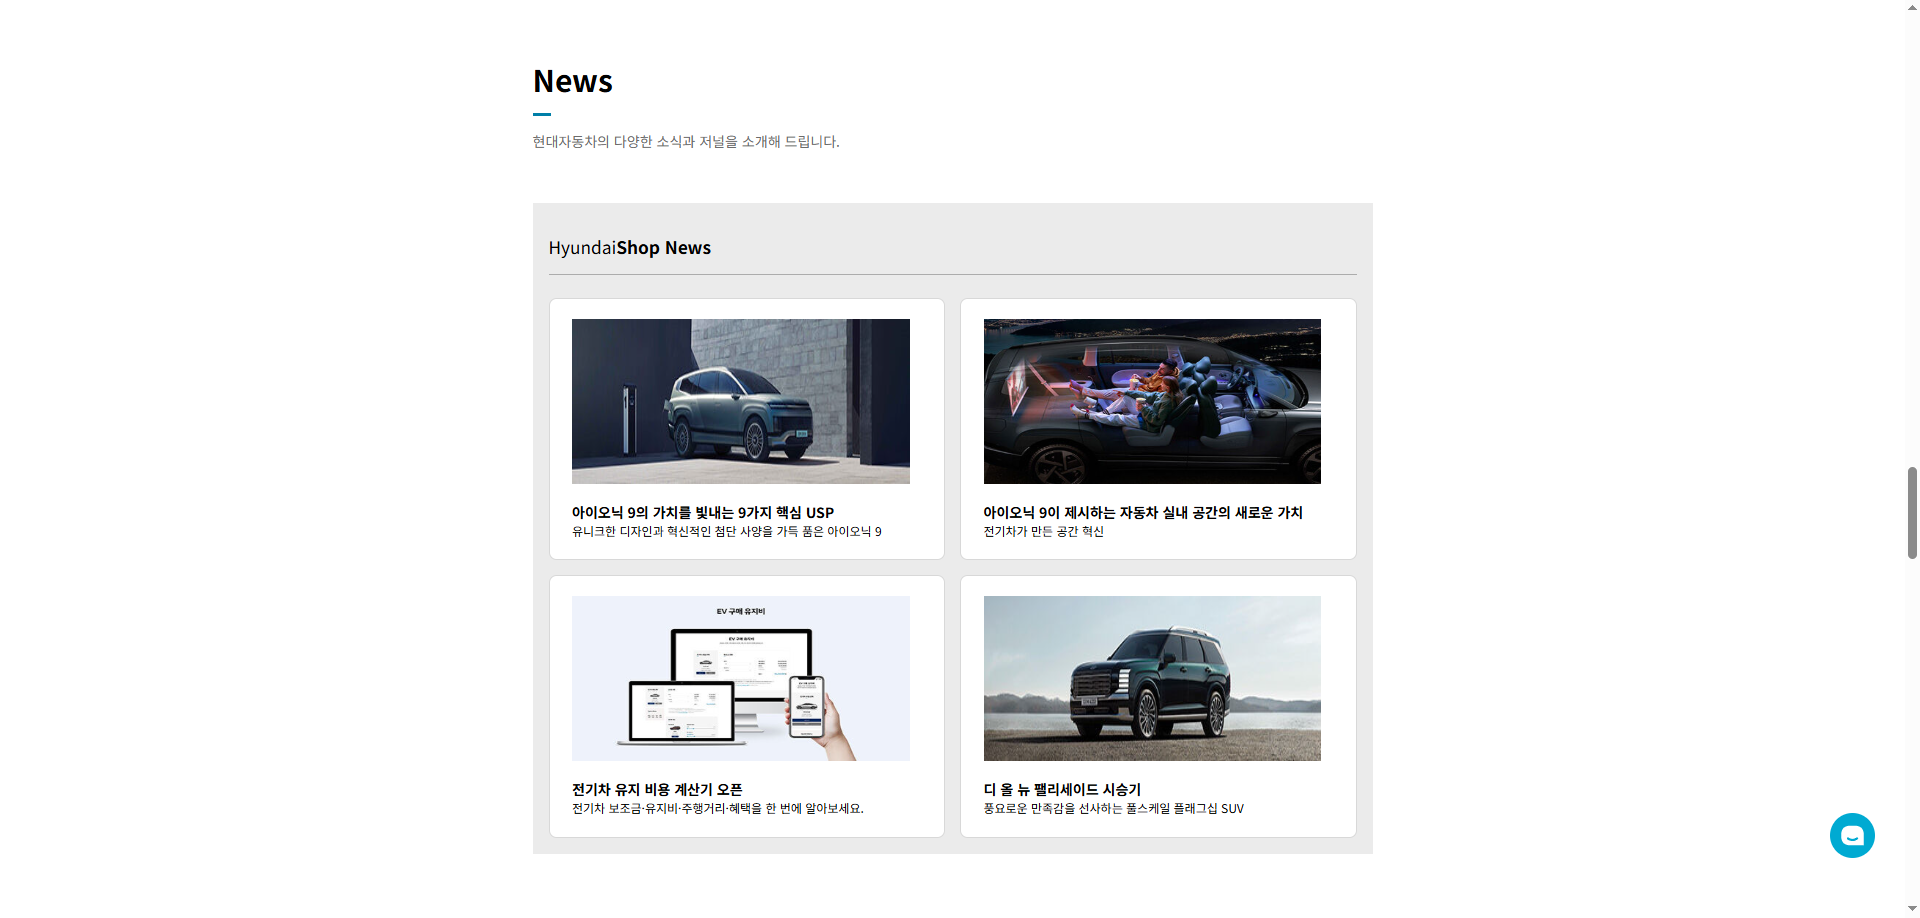 News
현대자동차의 다양한 소식과 저널을 소개해 드립니다.
HyundaiShop News
아이오닉 9의 가치를 빛내는 9가지 핵심 USP
유니크한 디자인과 혁신적인 첨단 사양을 가득 품은 아이오닉 9
아이오닉 9이 제시하는 자동차 실내 공간의 새로운 가치
전기차가 만든 공간 혁신
EV 구매 유지비
EV 구매 유지비
전기차 유지 비용 계산기 오픈
전기차 보조금·유지비·주행거리·혜택을 한 번에 알아보세요.
디 올 뉴 팰리세이드 시승기
풍요로운 만족감을 선사하는 풀스케일 플래그십 SUV